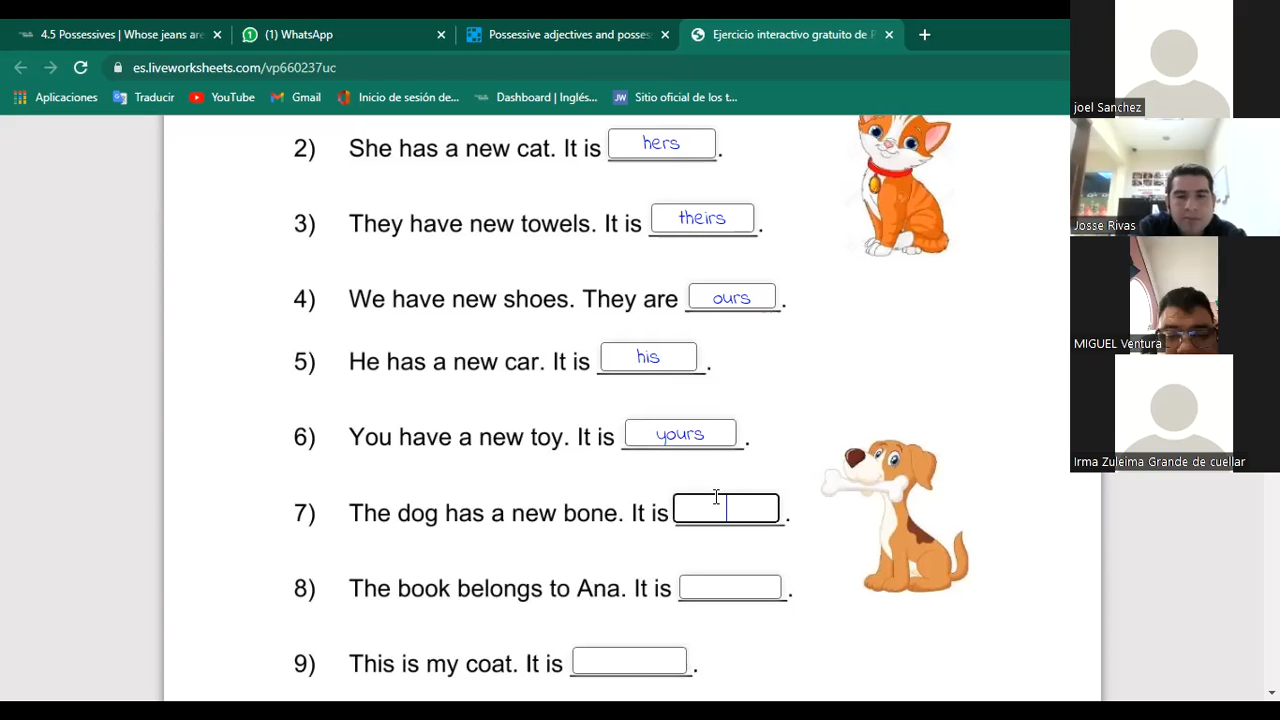 4.5 Possessives | Whose jeans are
(1) WhatsApp
Possessive adjectives and posses
Ejercicio interactivo gratuito de P
es.liveworksheets.com/vp660237uc
Aplicaciones
Traducir
YouTube
Gmail
Inicio de sesión de...
Dashboard | Inglés,...
JW Sitio oficial de los t...
2) She has a new cat. It is hers.
3) They have new towels. It is theirs.
4) We have new shoes. They are ours.
5) He has a new car. It is his.
6) You have a new toy. It is yours.
7) The dog has a new bone. It is .
8) The book belongs to Ana. It is .
9) This is my coat. It is .
joel Sanchez
Josse Rivas
MIGUEL Ventura
Irma Zuleima Grande de cuellar